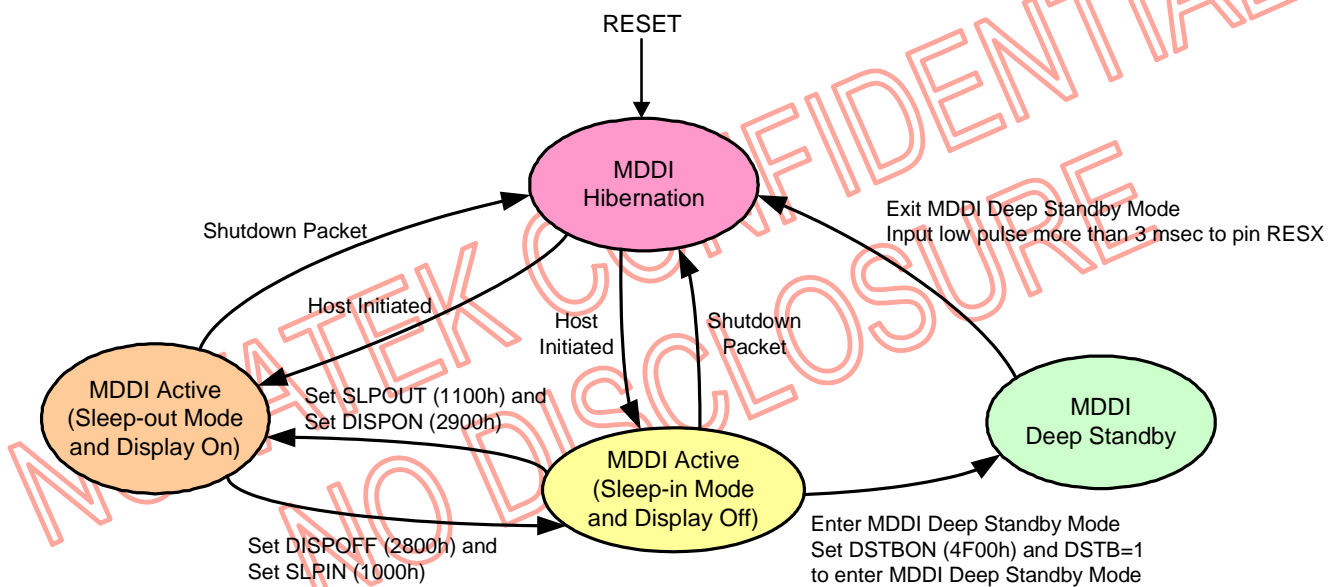 RESET
MDDI
Hibernation
Exit MDDI Deep Standby Mode
Input low pulse more than 3 msec to pin RESX
Shutdown Packet
Host Initiated
Host
Initiated
Shutdown
Packet
MDDI Active
(Sleep-out Mode
and Display On)
Set SLPOUT (1100h) and
Set DISPON (2900h)
MDDI
Deep Standby
MDDI Active
(Sleep-in Mode
and Display Off)
Set DISPOFF (2800h) and
Set SLPIN (1000h)
Enter MDDI Deep Standby Mode
Set DSTBON (4F00h) and DSTB=1
to enter MDDI Deep Standby Mode
NOVATEK CONFIDENTIAL
NO DISCLOSURE